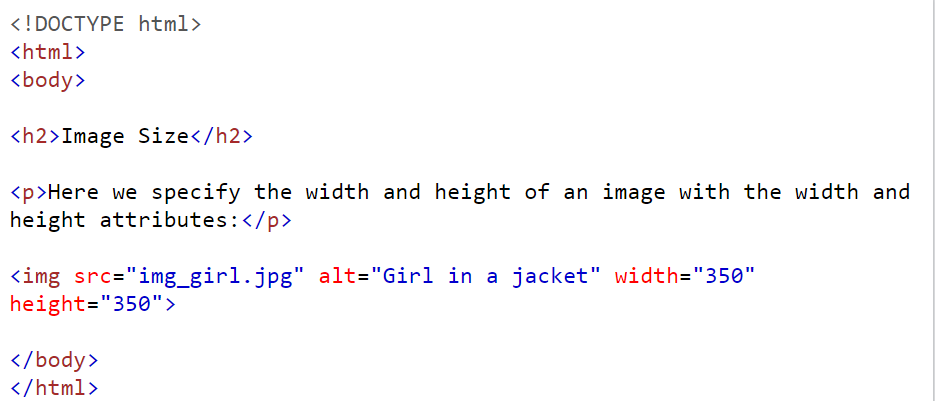 <!DOCTYPE html>
<html>
<body>
<h2>Image Size</h2>
<p>Here we specify the width and height of an image with the width and
height attributes:</p>
<img src="img_girl.jpg" alt="Girl in a jacket" width="350"
height="350">
</body>
</html>